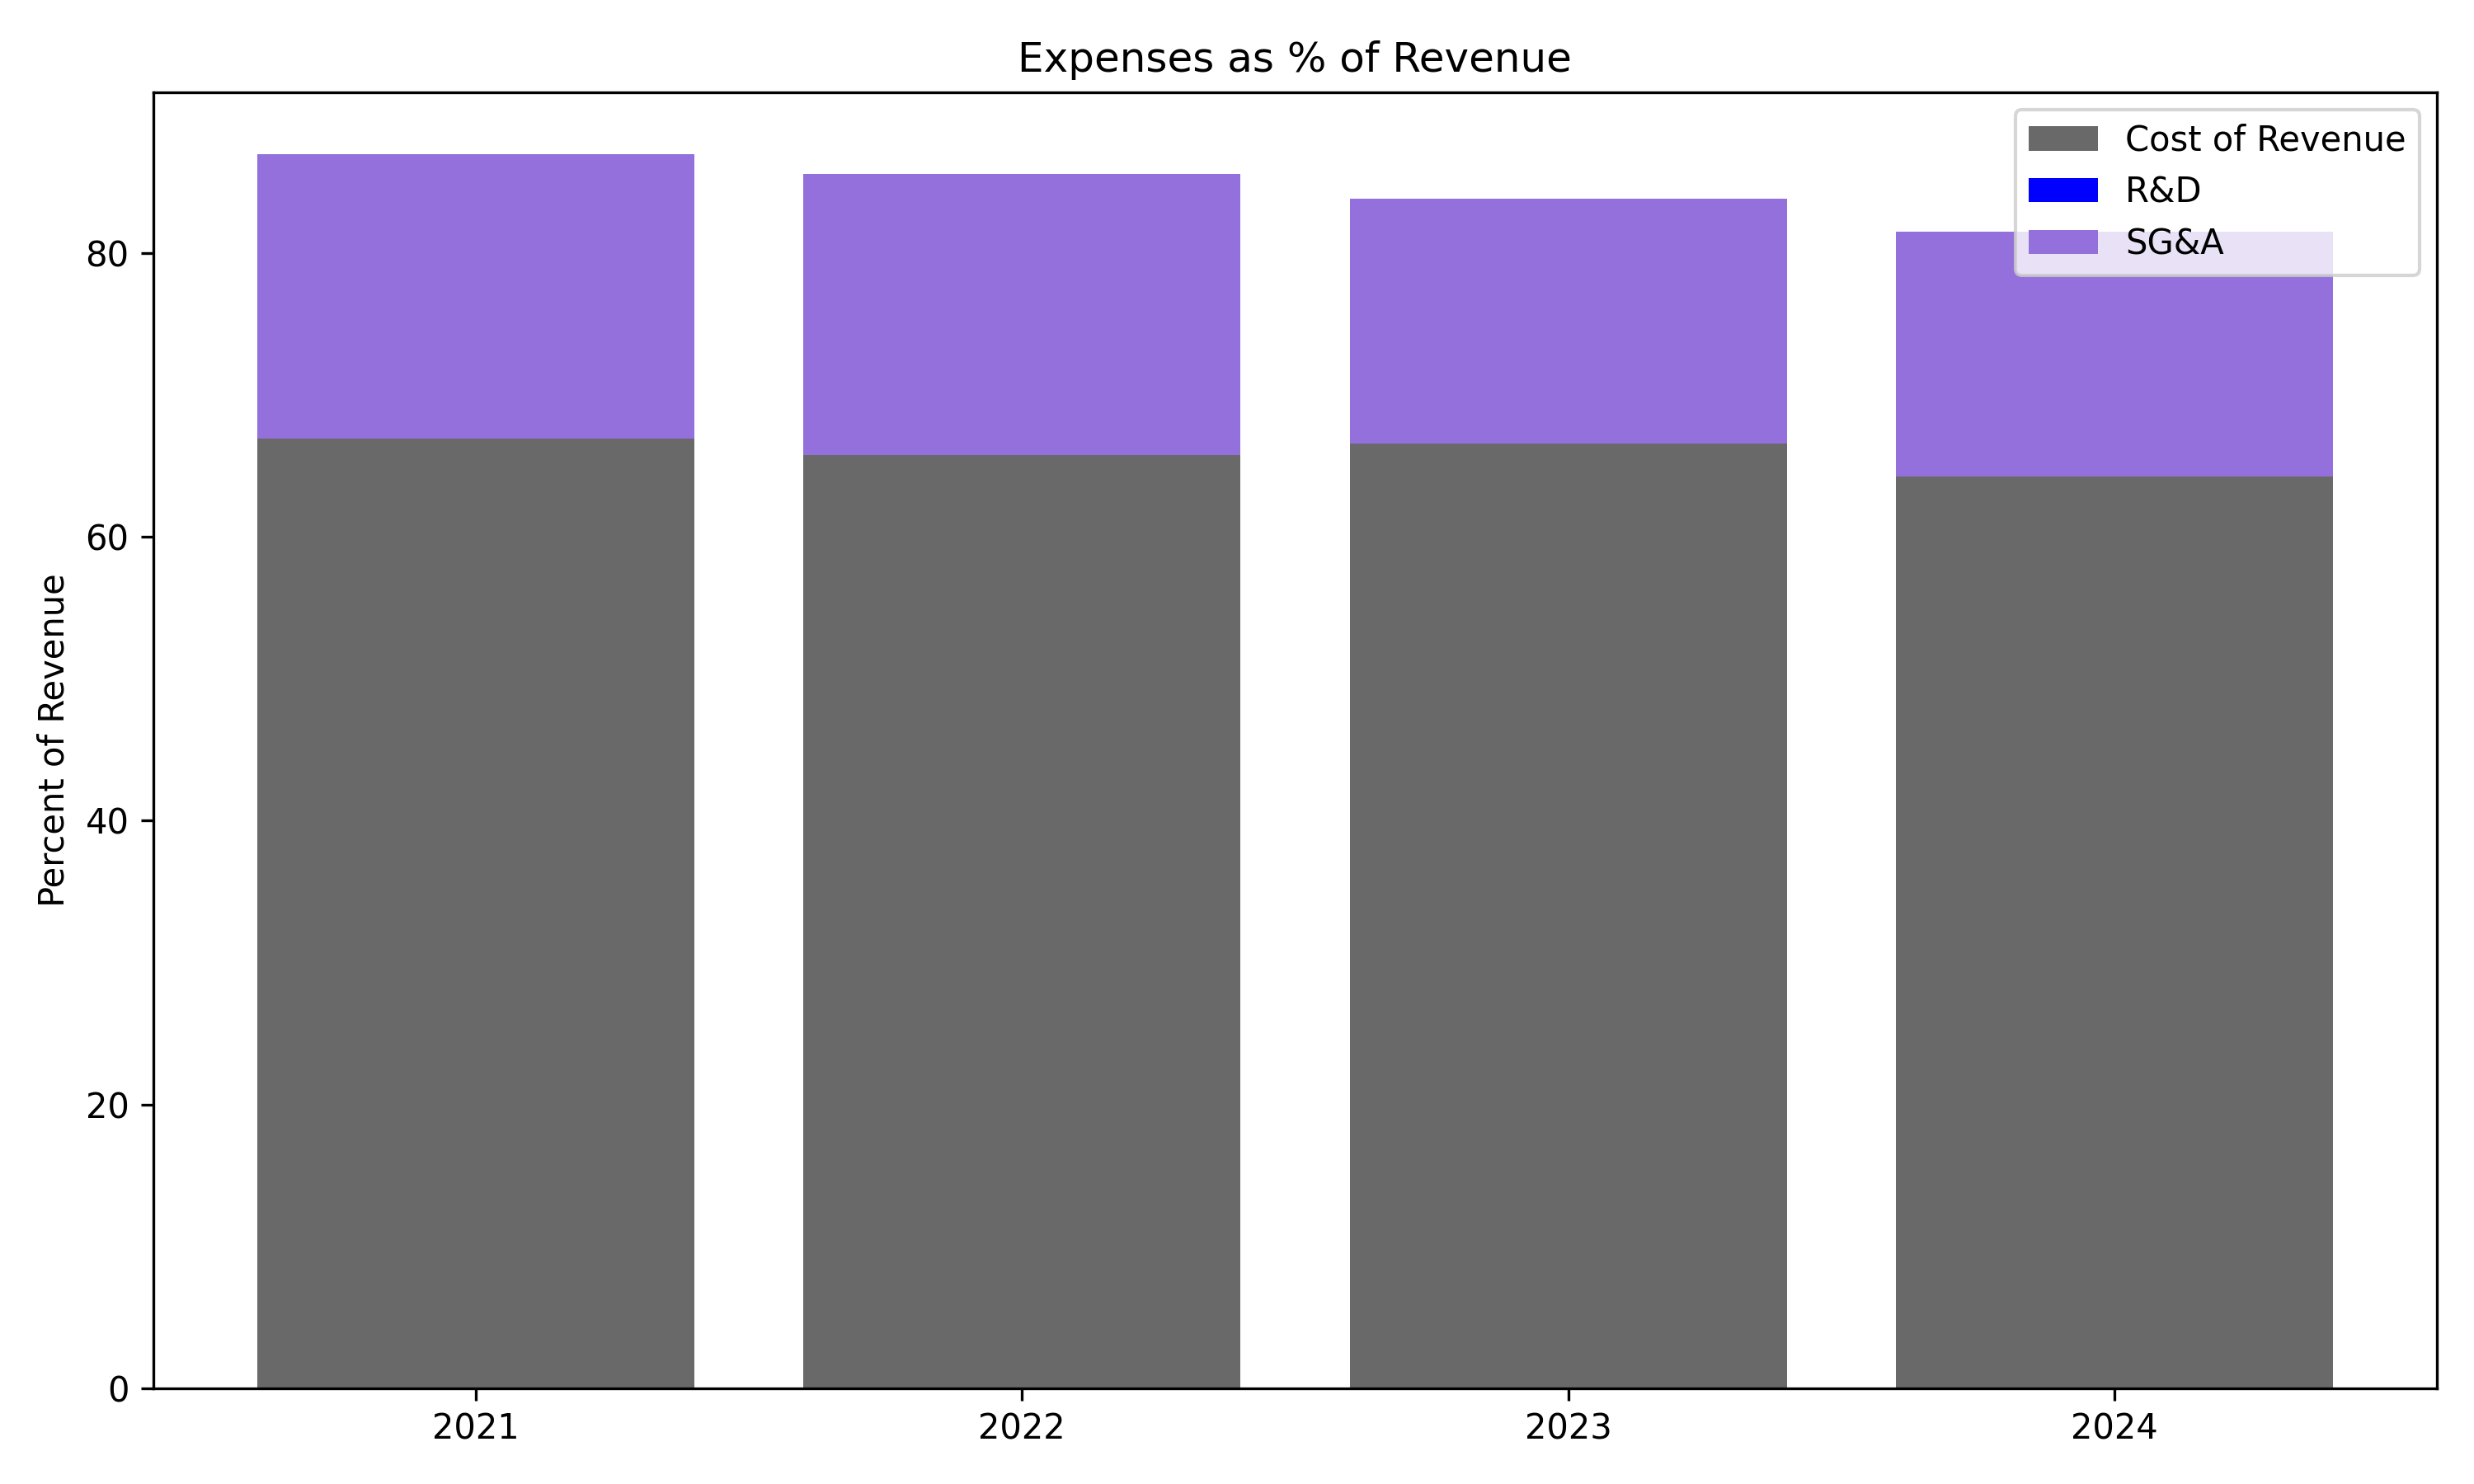 Expenses as % of Revenue
Cost of Revenue
R&D
SG&A
Percent of Revenue
80
60
40
20
0
2021
2022
2023
2024